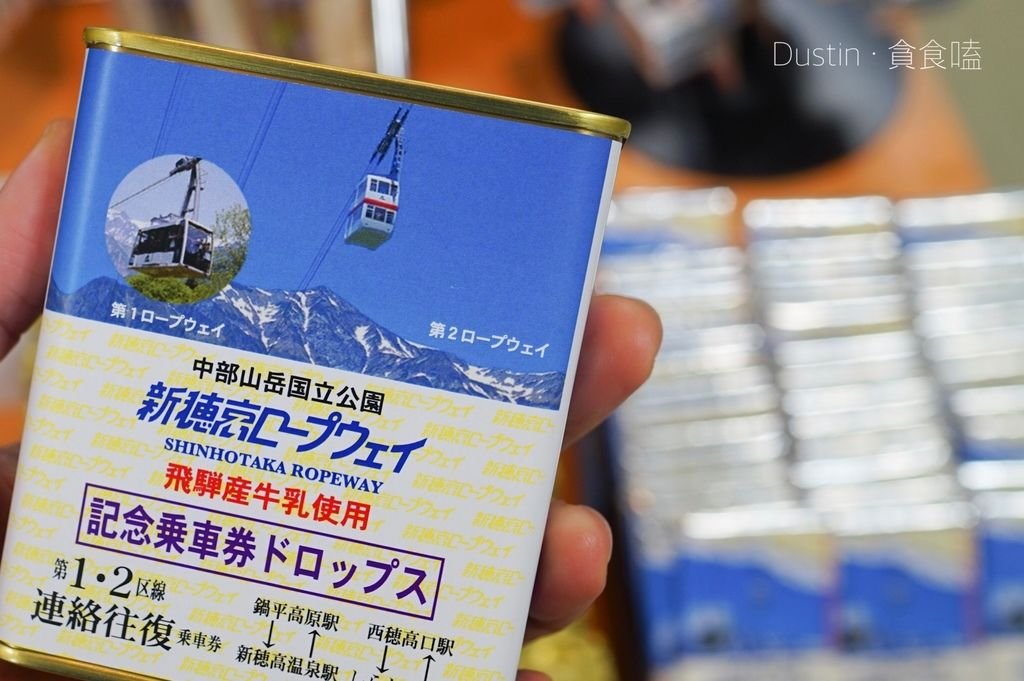 Dustin · 貪食嗑
第1ロープウェイ
第2ロープウェイ
中部山岳国立公園
新穂高ロープウェイ
SHINHOTAKA ROPEWAY
飛騨産牛乳使用
記念乗車券ドロップス
第1・2区線
連絡往復乗車券
鍋平高原駅
↓↑
新穂高温泉駅
西穂高口駅
↓↑